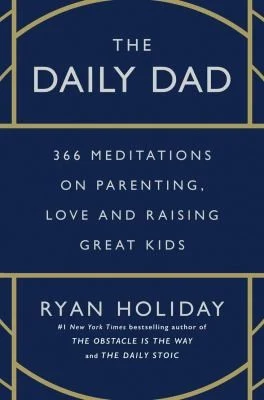 THE
DAILY DAD
366 MEDITATIONS
ON PARENTING,
LOVE AND RAISING
GREAT KIDS
RYAN HOLIDAY
#1 New York Times bestselling author of
THE OBSTACLE IS THE WAY
and THE DAILY STOIC